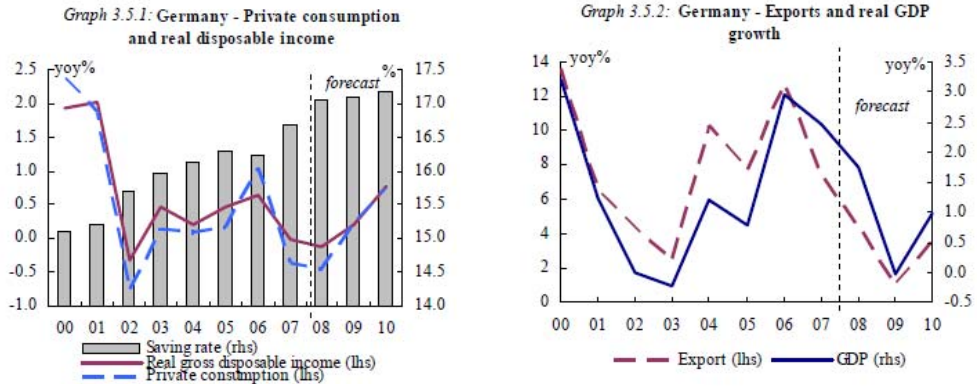 Graph 3.5.1: Germany - Private consumption
and real disposable income
yoy%
forecast
%
2.5
2.0
1.5
1.0
0.5
0.0
-0.5
-1.0
17.5
17.0
16.5
16.0
15.5
15.0
14.5
14.0
00 01 02 03 04 05 06 07 08 09 10
Saving rate (rhs)
Real gross disposable income (lhs)
Private consumption (lhs)
Graph 3.5.2: Germany - Exports and real GDP
growth
yoy%
yoy%
forecast
14
12
10
8
6
4
2
0
3.5
3.0
2.5
2.0
1.5
1.0
0.5
0.0
-0.5
00 01 02 03 04 05 06 07 08 09 10
Export (lhs)
GDP (rhs)